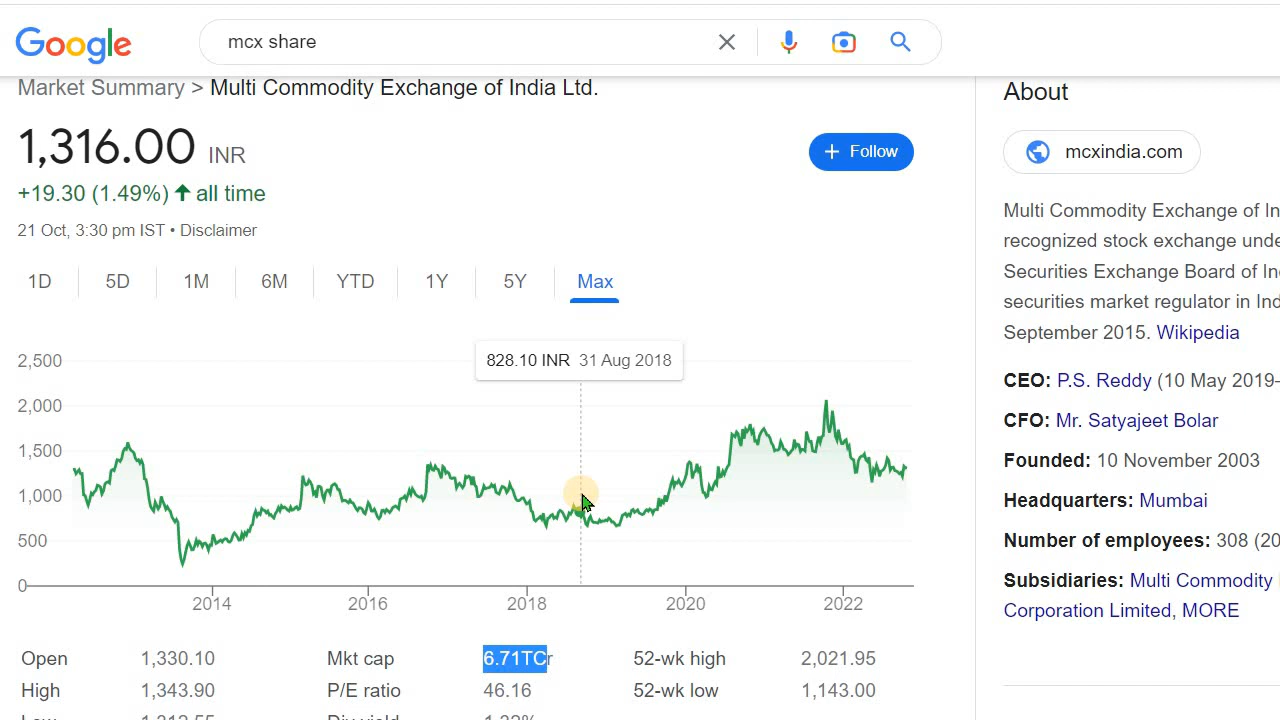 Google
mcx share
Market Summary > Multi Commodity Exchange of India Ltd.
1,316.00 INR
+ Follow
+19.30 (1.49%) all time
21 Oct, 3:30 pm IST • Disclaimer
1D 5D 1M 6M YTD 1Y 5Y Max
828.10 INR 31 Aug 2018
2,500
2,000
1,500
1,000
500
0
2014 2016 2018 2020 2022
Open 1,330.10 Mkt cap 6.71TCr 52-wk high 2,021.95
High 1,343.90 P/E ratio 46.16 52-wk low 1,143.00
About
mcxindia.com
Multi Commodity Exchange of In
recognized stock exchange unde
Securities Exchange Board of In
securities market regulator in Ind
September 2015. Wikipedia
CEO: P.S. Reddy (10 May 2019–
CFO: Mr. Satyajeet Bolar
Founded: 10 November 2003
Headquarters: Mumbai
Number of employees: 308 (20
Subsidiaries: Multi Commodity
Corporation Limited, MORE